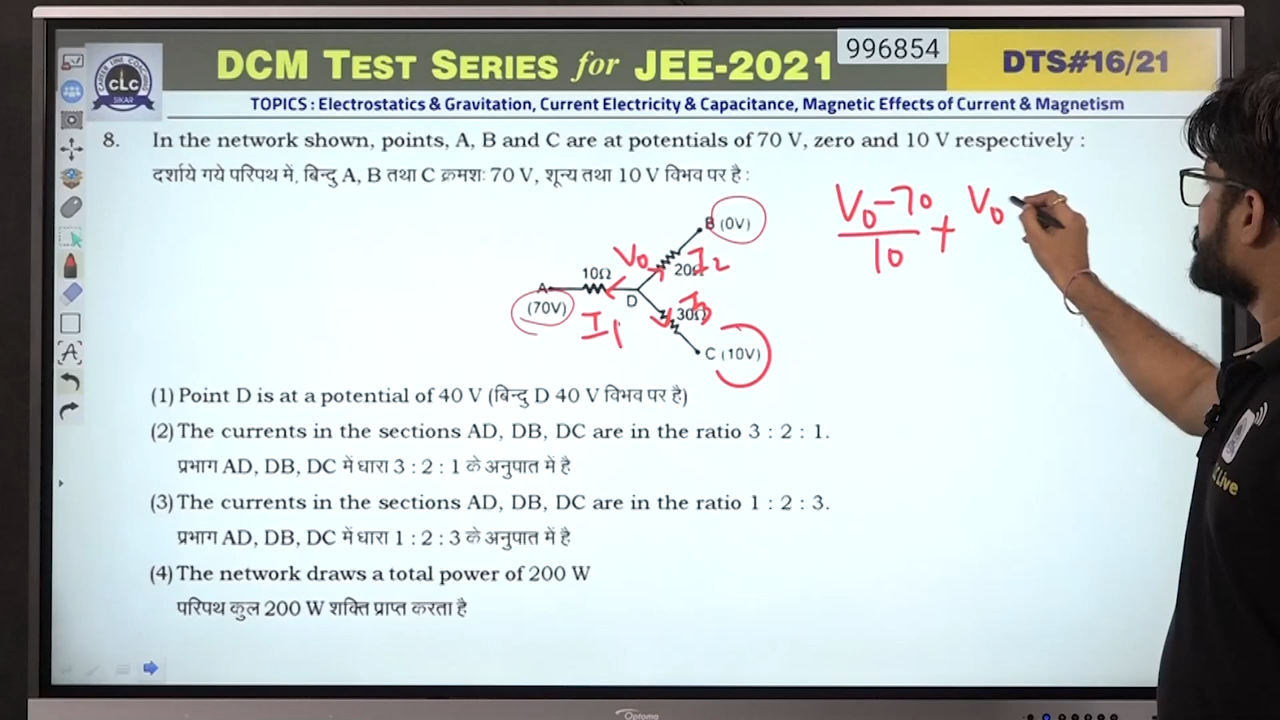 CLC
SIKAR
DCM TEST SERIES for JEE-2021
996854
DTS#16/21
TOPICS : Electrostatics & Gravitation, Current Electricity & Capacitance, Magnetic Effects of Current & Magnetism
8. In the network shown, points, A, B and C are at potentials of 70 V, zero and 10 V respectively :
दर्शाये गये परिपथ में, बिन्दु A, B तथा C क्रमशः 70 V, शून्य तथा 10 V विभव पर है :
V₀-70
10
+
V₀
B (0V)
V₀
I₂
20Ω
10Ω
A
D
(70V)
I₁
I₃
30Ω
C (10V)
(1) Point D is at a potential of 40 V (बिन्दु D 40 V विभव पर है)
(2) The currents in the sections AD, DB, DC are in the ratio 3 : 2 : 1.
प्रभाग AD, DB, DC में धारा 3 : 2 : 1 के अनुपात में है
(3) The currents in the sections AD, DB, DC are in the ratio 1 : 2 : 3.
प्रभाग AD, DB, DC में धारा 1 : 2 : 3 के अनुपात में है
(4) The network draws a total power of 200 W
परिपथ कुल 200 W शक्ति प्राप्त करता है
Live
Optoma